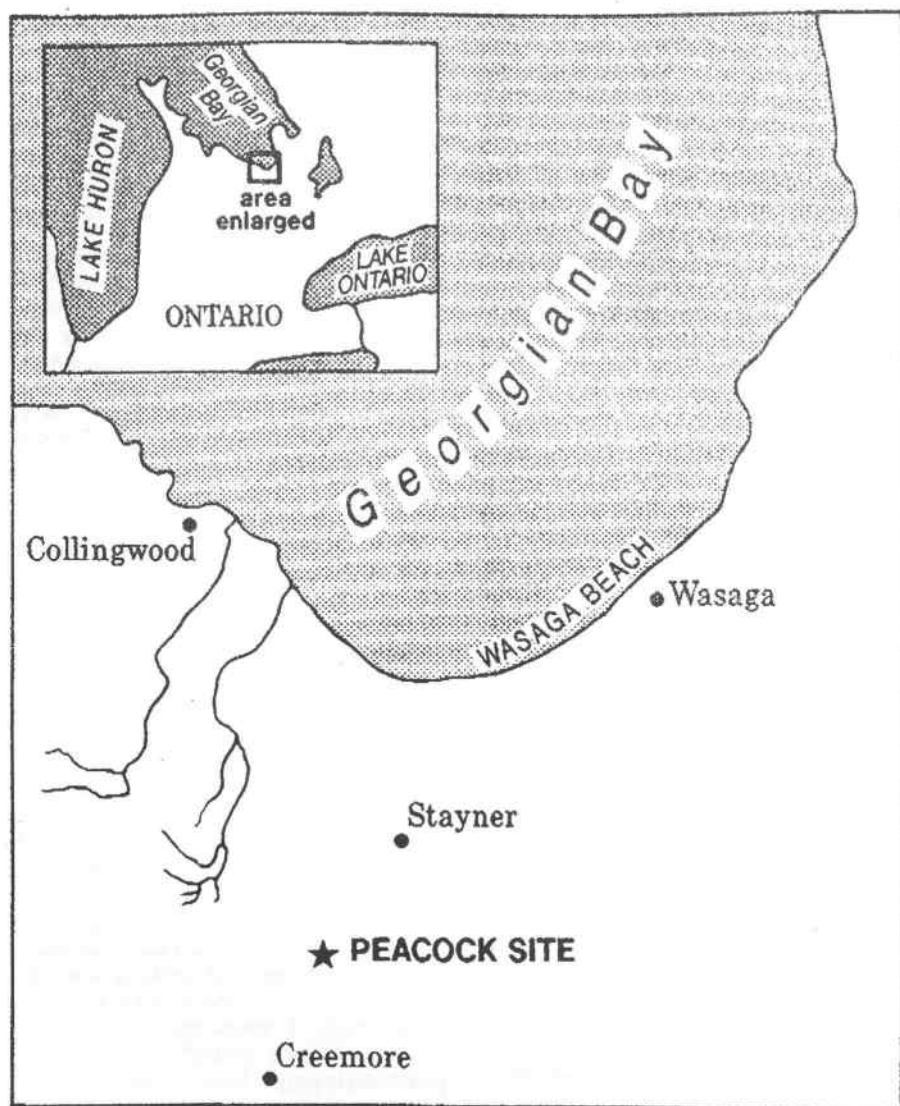 Georgian
Bay
LAKE HURON
area
enlarged
LAKE
ONTARIO
ONTARIO
Georgian Bay
Collingwood
WASAGA BEACH
Wasaga
Stayner
PEACOCK SITE
Creemore